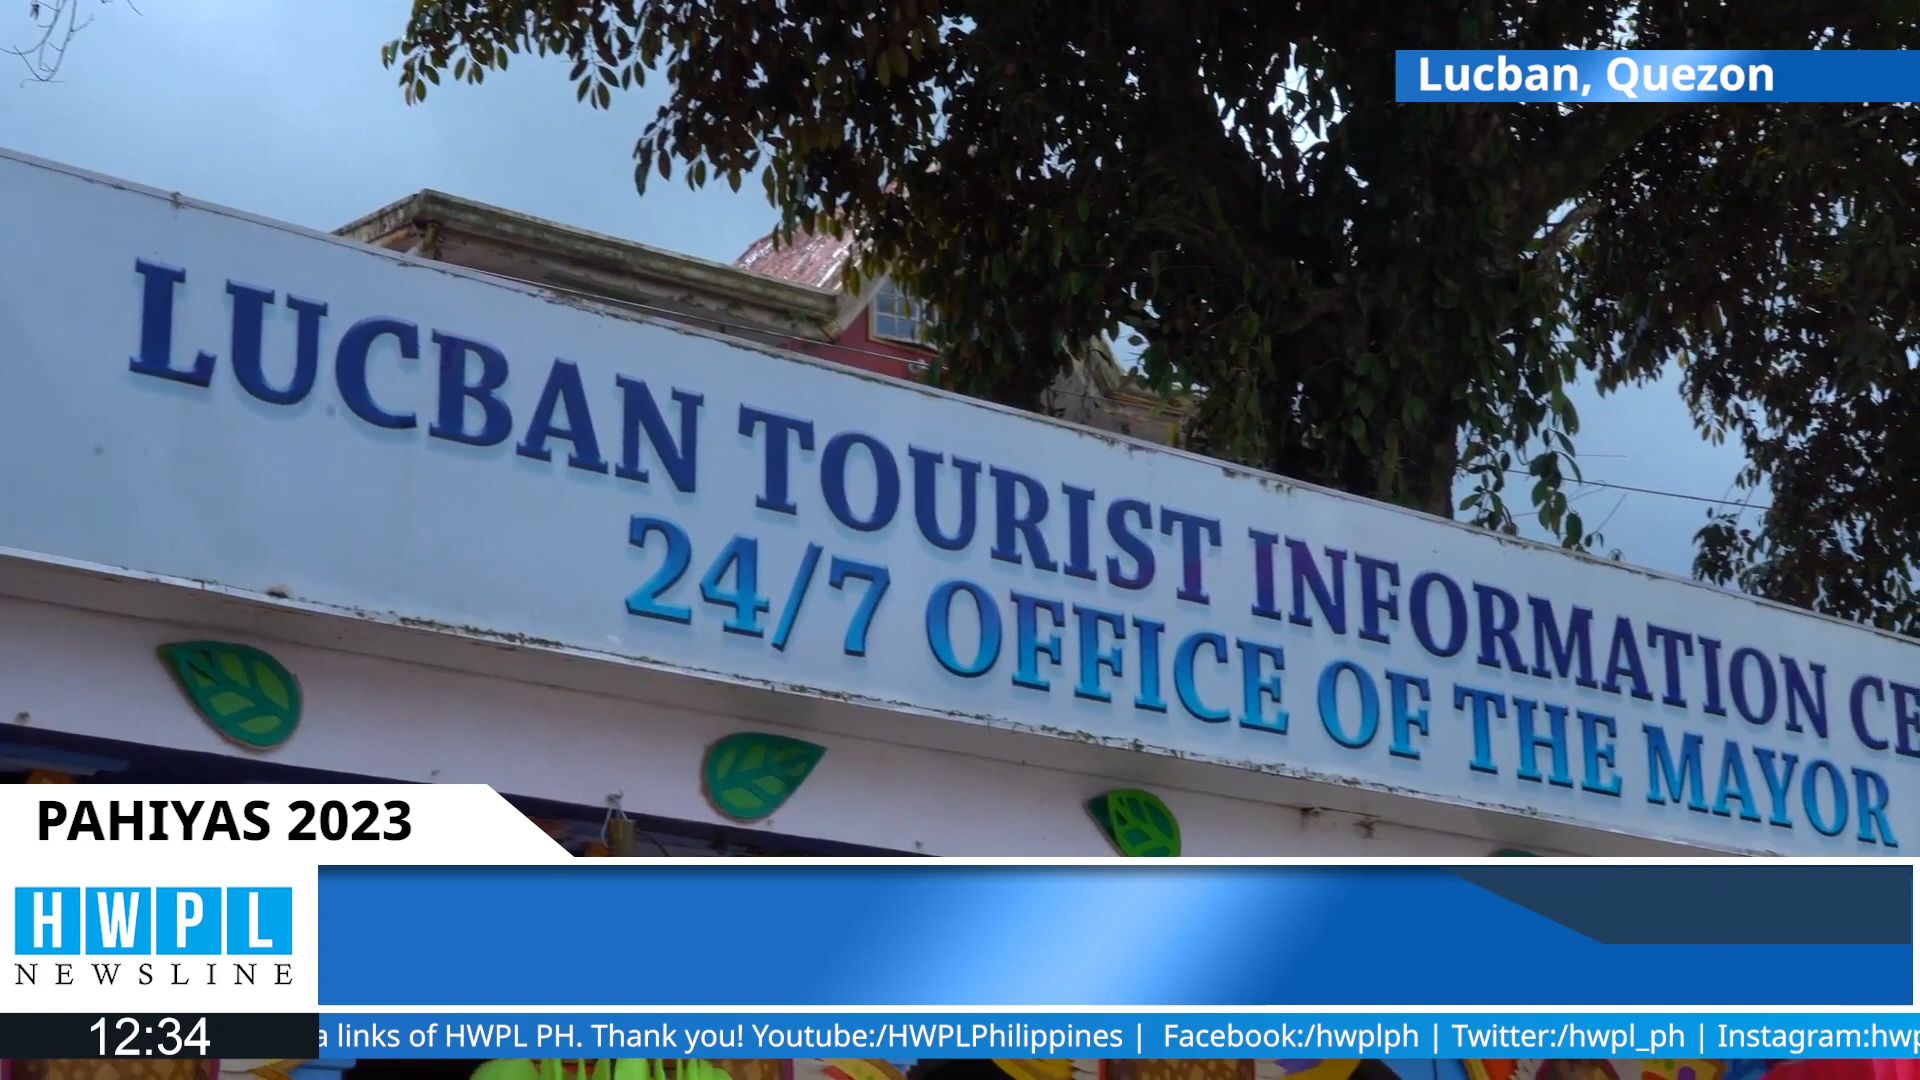 Lucban, Quezon
LUCBAN TOURIST INFORMATION CE
24/7 OFFICE OF THE MAYOR
PAHIYAS 2023
HWPL
NEWSLINE
12:34
a links of HWPL PH. Thank you! Youtube:/HWPLPhilippines | Facebook:/hwplph | Twitter:/hwpl_ph | Instagram:hwp